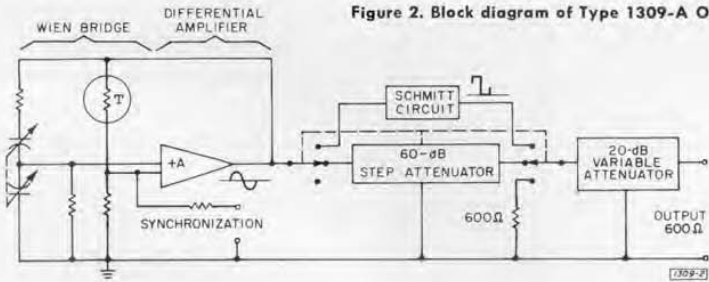 Figure 2. Block diagram of Type 1309-A O
WIEN BRIDGE
DIFFERENTIAL
AMPLIFIER
T
+A
SYNCHRONIZATION
SCHMITT
CIRCUIT
60-dB
STEP ATTENUATOR
600Ω
20-dB
VARIABLE
ATTENUATOR
OUTPUT
600Ω
1309-2